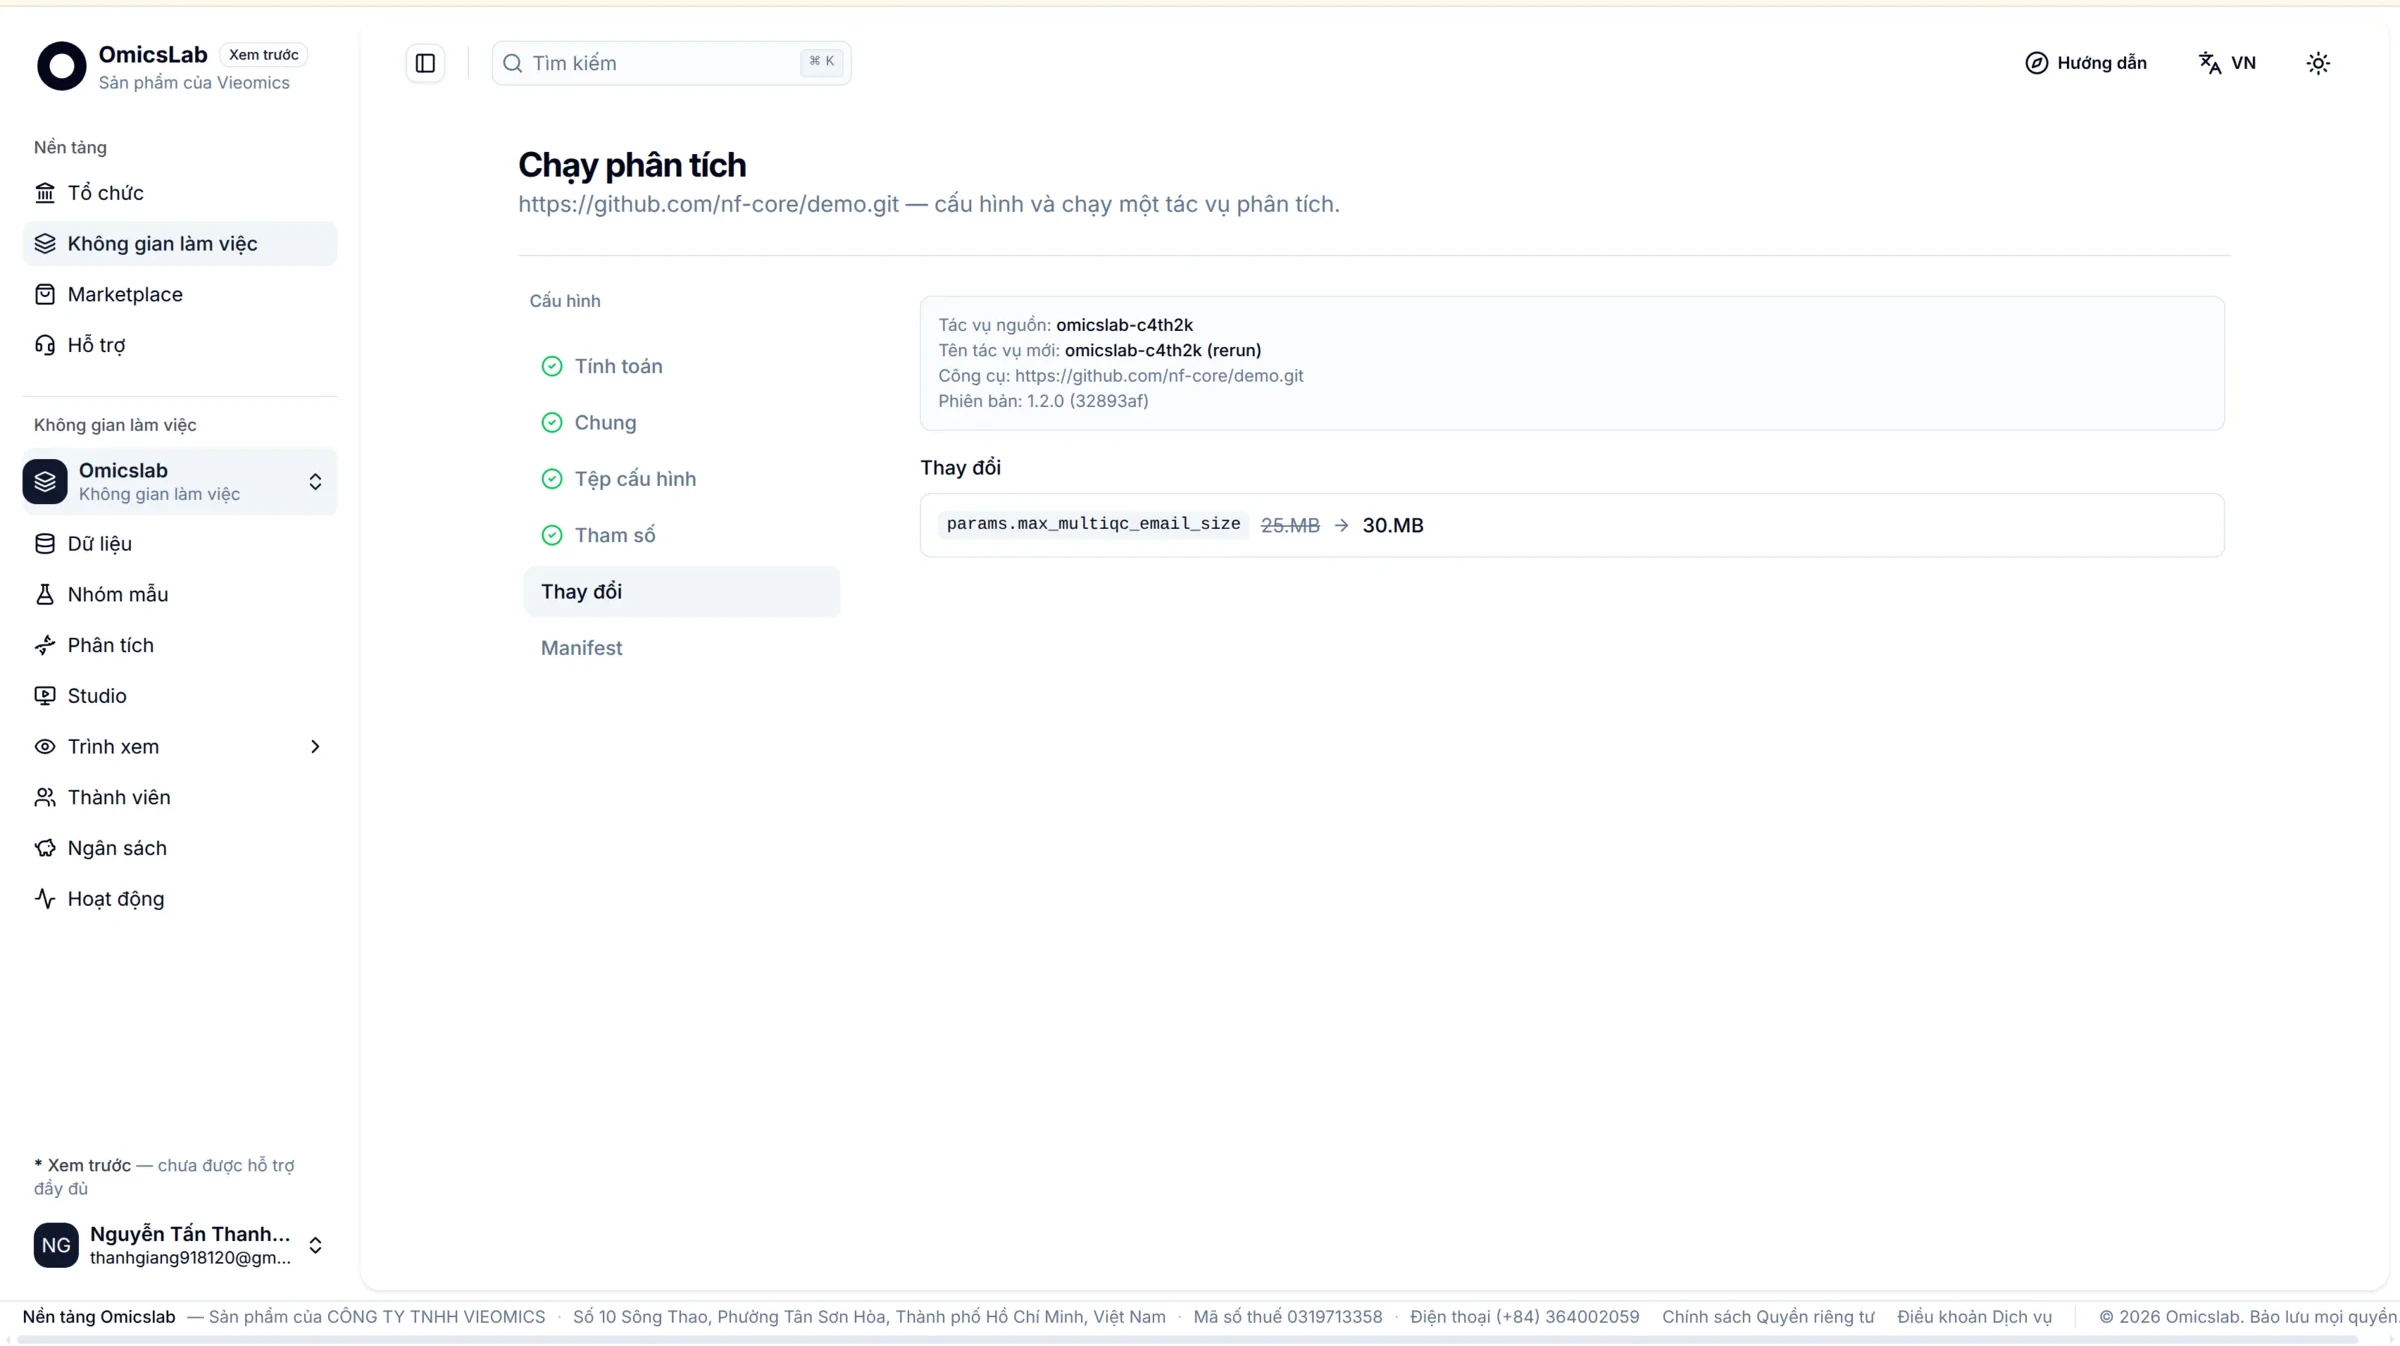 OmicsLab
Xem trước
Sản phẩm của Vieomics
Nền tảng
Tổ chức
Không gian làm việc
Marketplace
Hỗ trợ
Không gian làm việc
Omicslab
Không gian làm việc
Dữ liệu
Nhóm mẫu
Phân tích
Studio
Trình xem
Thành viên
Ngân sách
Hoạt động
* Xem trước — chưa được hỗ trợ
đầy đủ
NG
Nguyễn Tấn Thanh...
thanhgiang918120@gm...
Tìm kiếm
⌘ K
Hướng dẫn
VN
Chạy phân tích
https://github.com/nf-core/demo.git — cấu hình và chạy một tác vụ phân tích.
Cấu hình
Tính toán
Chung
Tệp cấu hình
Tham số
Thay đổi
Manifest
Tác vụ nguồn: omicslab-c4th2k
Tên tác vụ mới: omicslab-c4th2k (rerun)
Công cụ: https://github.com/nf-core/demo.git
Phiên bản: 1.2.0 (32893af)
Thay đổi
params.max_multiqc_email_size 25.MB → 30.MB
Nền tảng Omicslab — Sản phẩm của CÔNG TY TNHH VIEOMICS · Số 10 Sông Thao, Phường Tân Sơn Hòa, Thành phố Hồ Chí Minh, Việt Nam · Mã số thuế 0319713358 · Điện thoại (+84) 364002059 Chính sách Quyền riêng tư Điều khoản Dịch vụ © 2026 Omicslab. Bảo lưu mọi quyền.